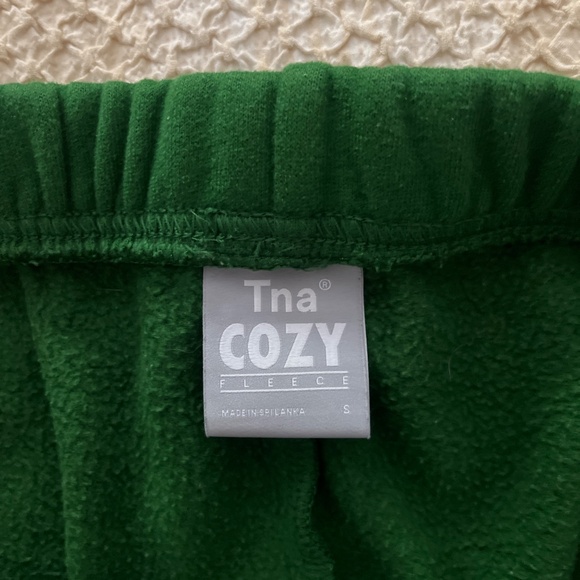 Tna®
COZY
FLEECE
MADE IN SRI LANKA S